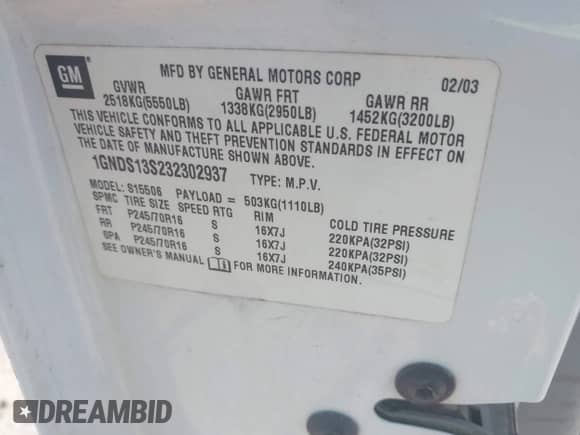 GM
MFD BY GENERAL MOTORS CORP 02/03
GVWR GAWR FRT GAWR RR
2518KG(5550LB) 1338KG(2950LB) 1452KG(3200LB)
THIS VEHICLE CONFORMS TO ALL APPLICABLE U.S. FEDERAL MOTOR
VEHICLE SAFETY AND THEFT PREVENTION STANDARDS IN EFFECT ON
THE DATE OF MANUFACTURE SHOWN ABOVE.
1GNDS13S232302937 TYPE: M.P.V.
MODEL: S15506 PAYLOAD = 503KG(1110LB)
SPMC TIRE SIZE SPEED RTG RIM COLD TIRE PRESSURE
FRT P245/70R16 S 16X7J 220KPA(32PSI)
RR P245/70R16 S 16X7J 220KPA(32PSI)
SPA P245/70R16 S 16X7J 240KPA(35PSI)
SEE OWNER'S MANUAL FOR MORE INFORMATION.
DREAMBID